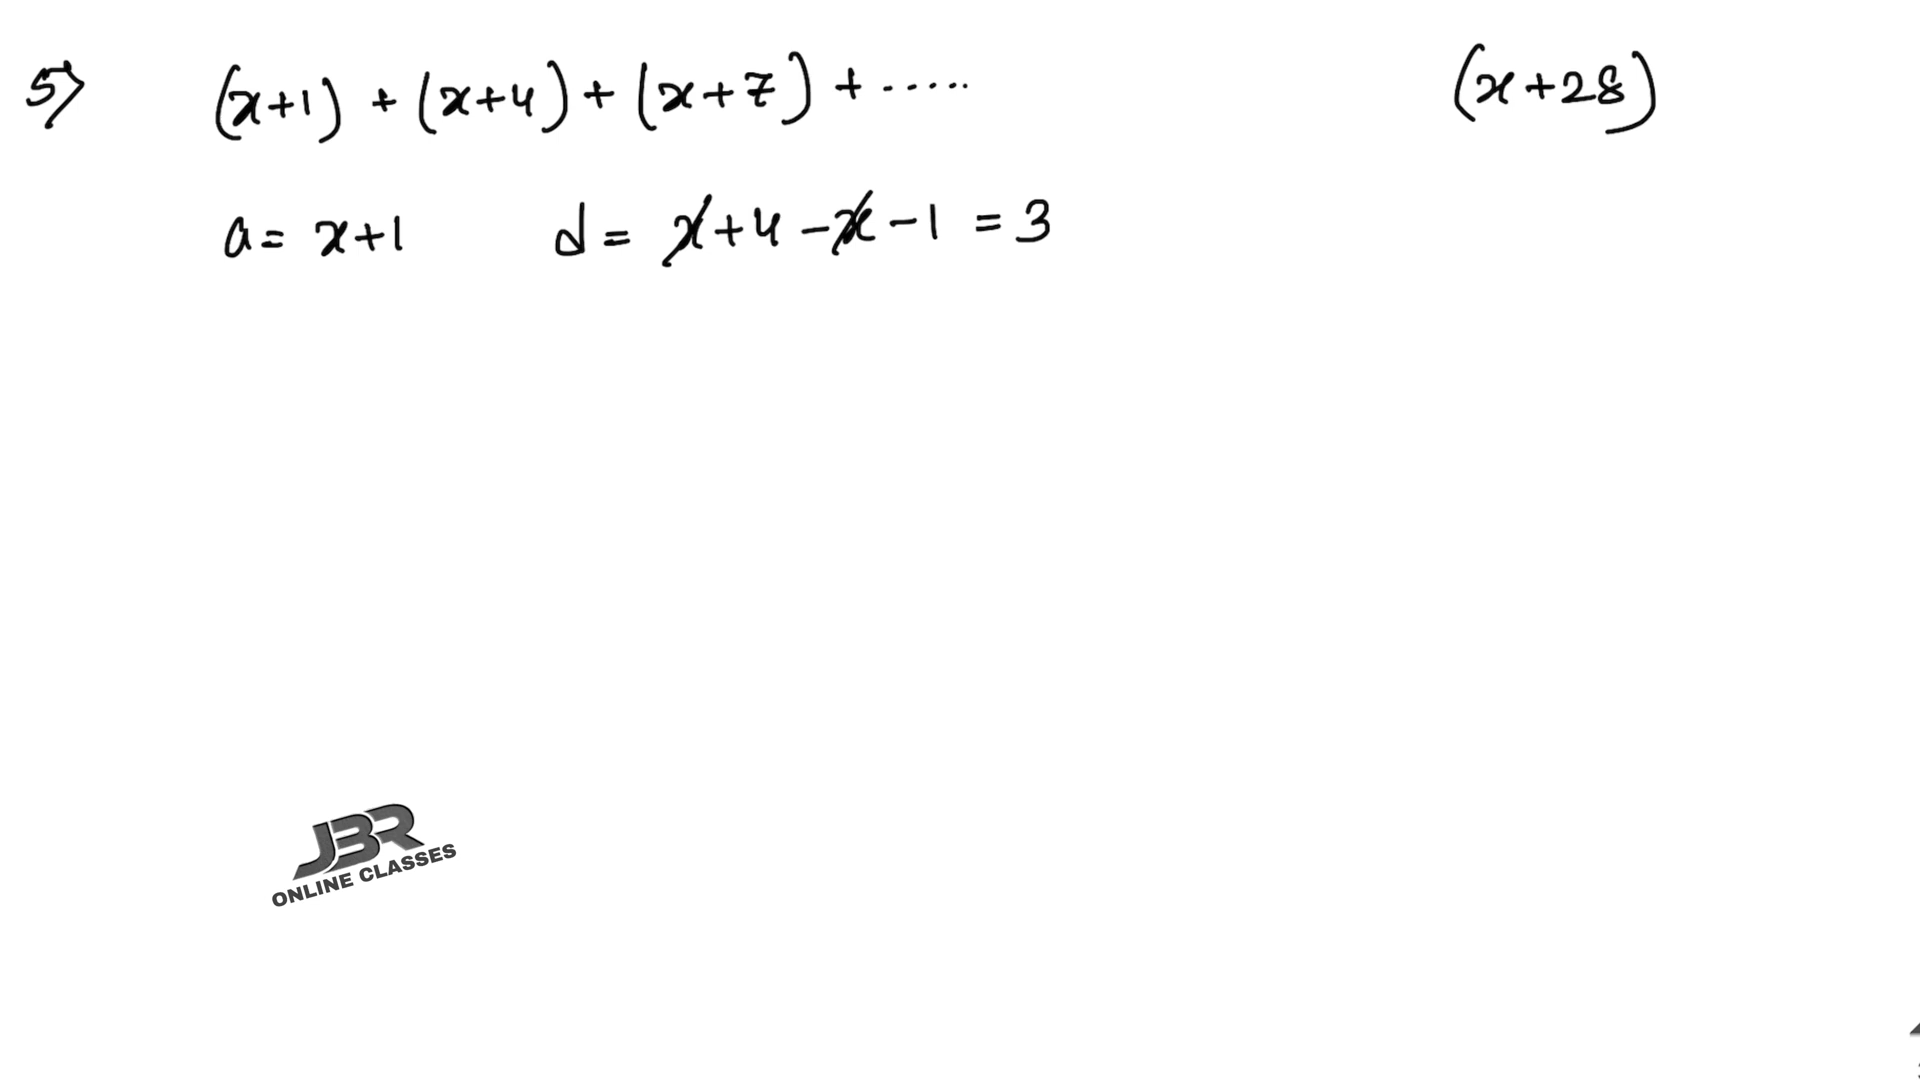 5) (x+1) + (x+4) + (x+7) + ..... (x+28)
a = x+1 d = x+4 -x -1 = 3
JBR
ONLINE CLASSES